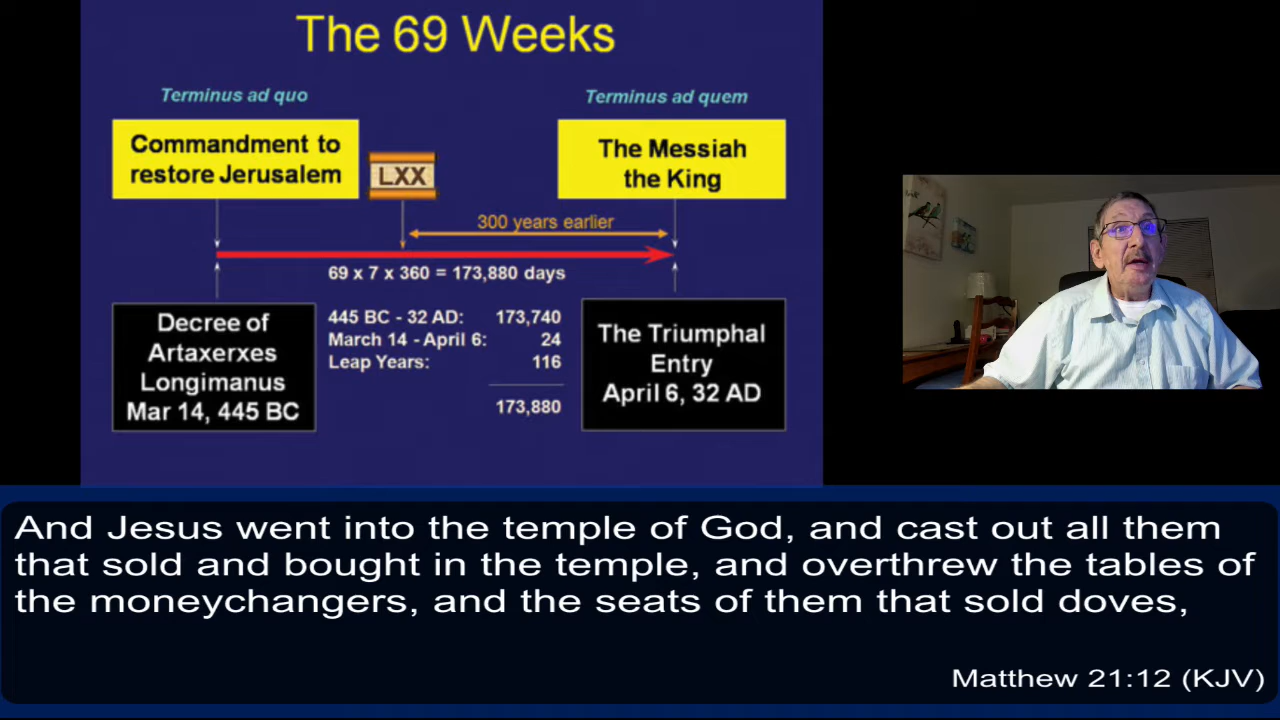 The 69 Weeks
Terminus ad quo
Terminus ad quem
Commandment to
restore Jerusalem
LXX
The Messiah
the King
300 years earlier
69 x 7 x 360 = 173,880 days
Decree of
Artaxerxes
Longimanus
Mar 14, 445 BC
445 BC - 32 AD: 173,740
March 14 - April 6: 24
Leap Years: 116
173,880
The Triumphal
Entry
April 6, 32 AD
And Jesus went into the temple of God, and cast out all them
that sold and bought in the temple, and overthrew the tables of
the moneychangers, and the seats of them that sold doves,
Matthew 21:12 (KJV)